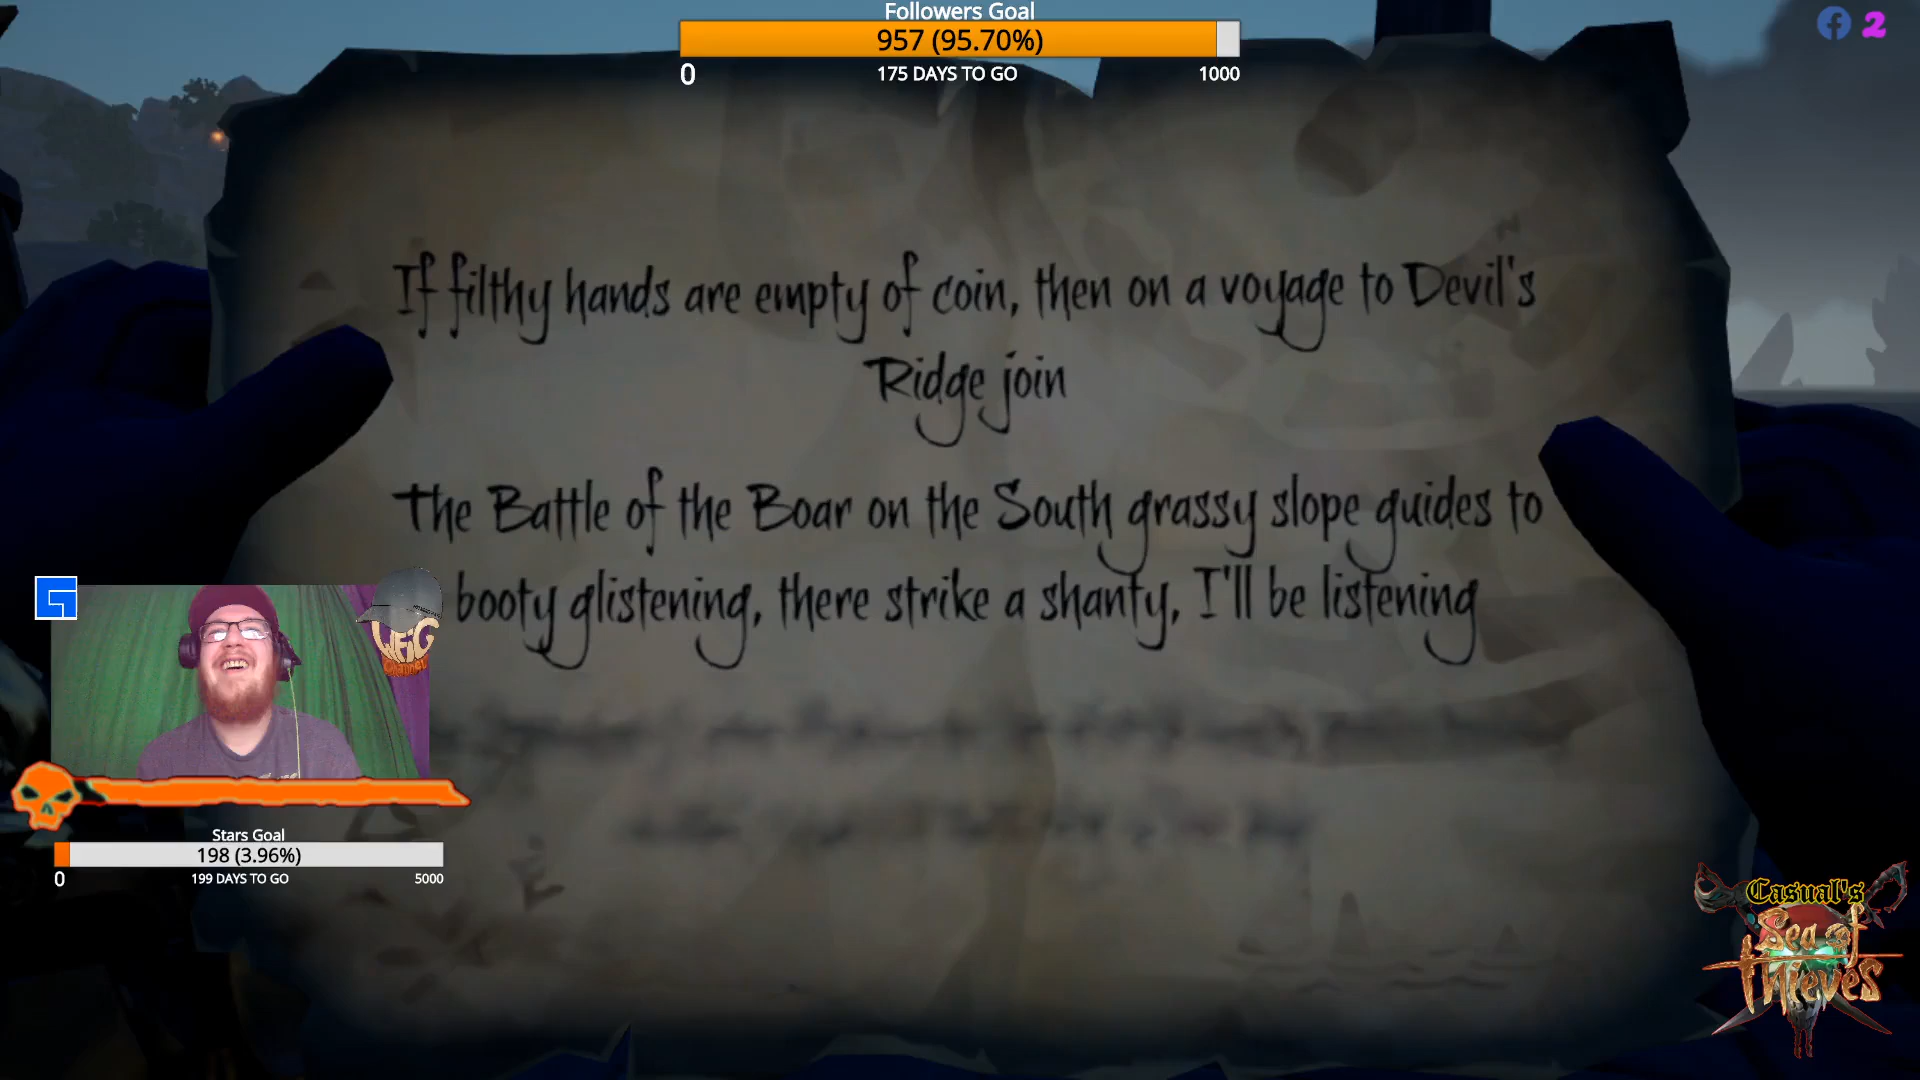 Followers Goal
957 (95.70%)
0 175 DAYS TO GO 1000
2
If filthy hands are empty of coin, then on a voyage to Devil's
Ridge join
The Battle of the Boar on the South grassy slope guides to
booty glistening, there strike a shanty, I'll be listening
WFiG
Channel
Stars Goal
198 (3.96%)
0 199 DAYS TO GO 5000
Casual's
Sea of
Thieves